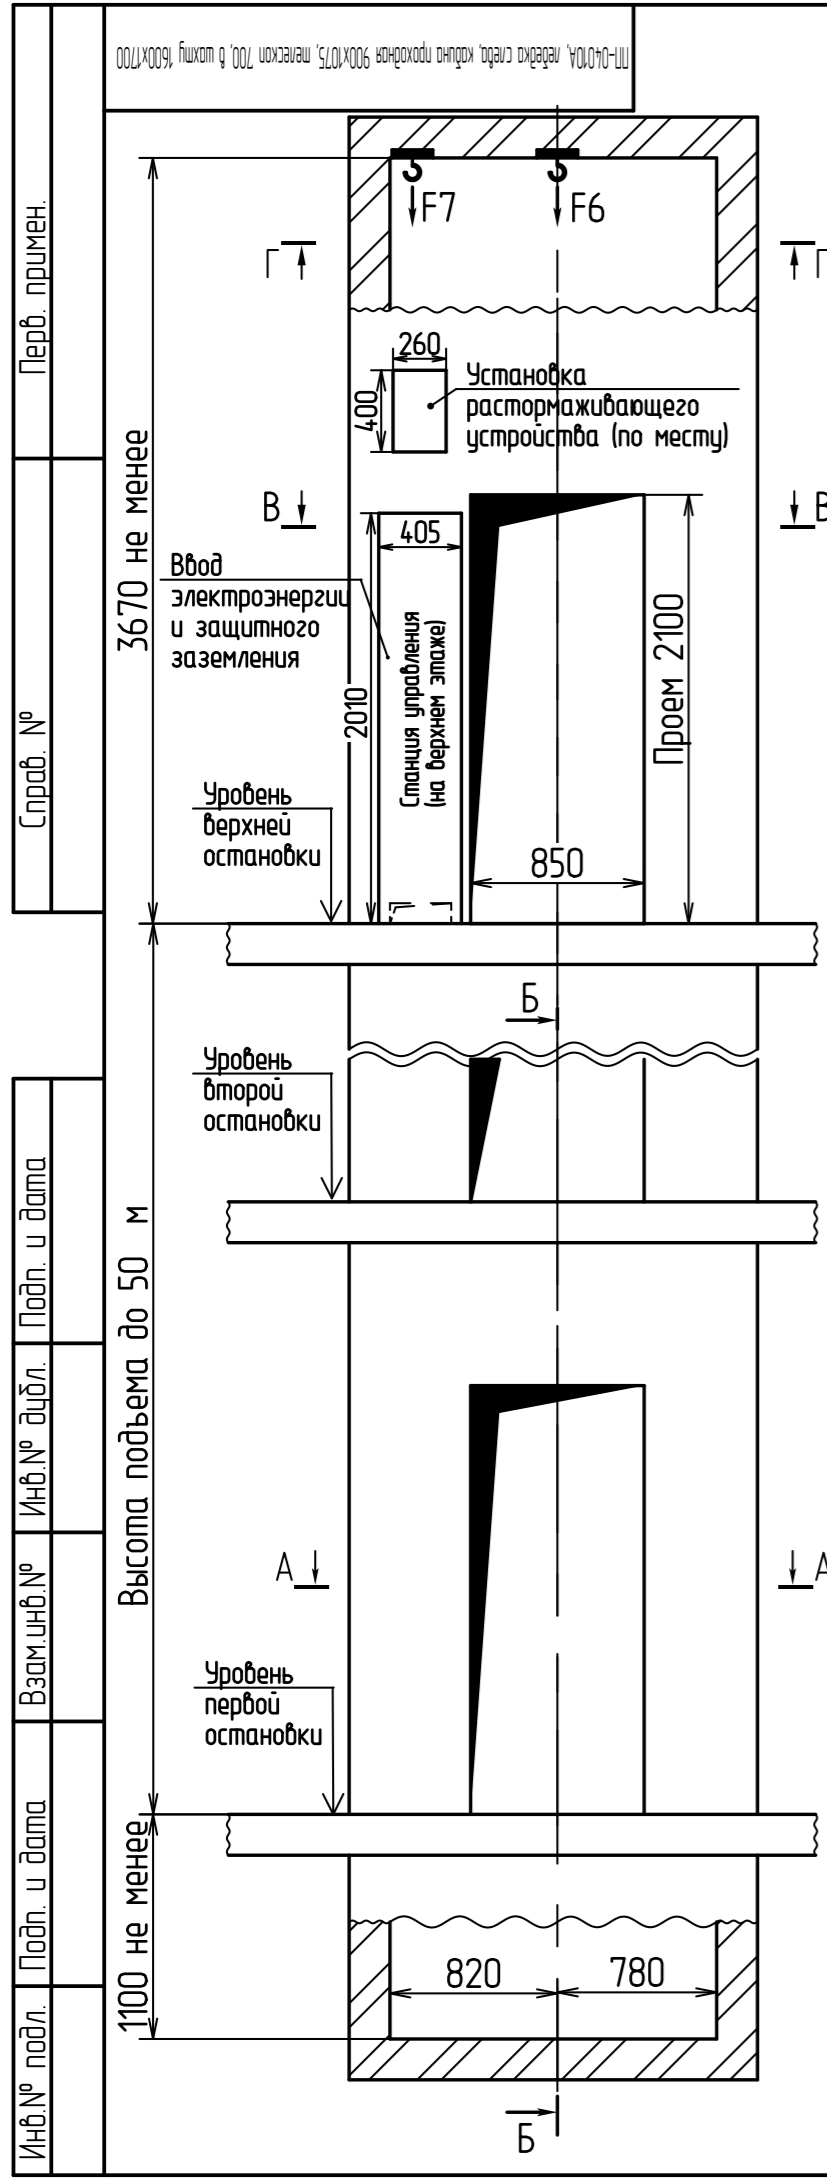 ПП-0401ОА, лебёдка слева, кабина проходная 900х1075, телескоп 700, в шахту 1600х1700
Перв. примен.
Справ. №
Подп. и дата
Инв.№ дубл.
Взам.инв.№
Подп. и дата
Инв.№ подл.
F7
F6
Г
Г
260
400
Установка
растормаживающего
устройства (по месту)
3670 не менее
В
В
405
Ввод
электроэнергии
и защитного
заземления
2010
Станция управления
(на верхнем этаже)
Проем 2100
Уровень
верхней
остановки
850
Б
Уровень
второй
остановки
Высота подъема до 50 м
А
А
Уровень
первой
остановки
1100 не менее
820
780
Б